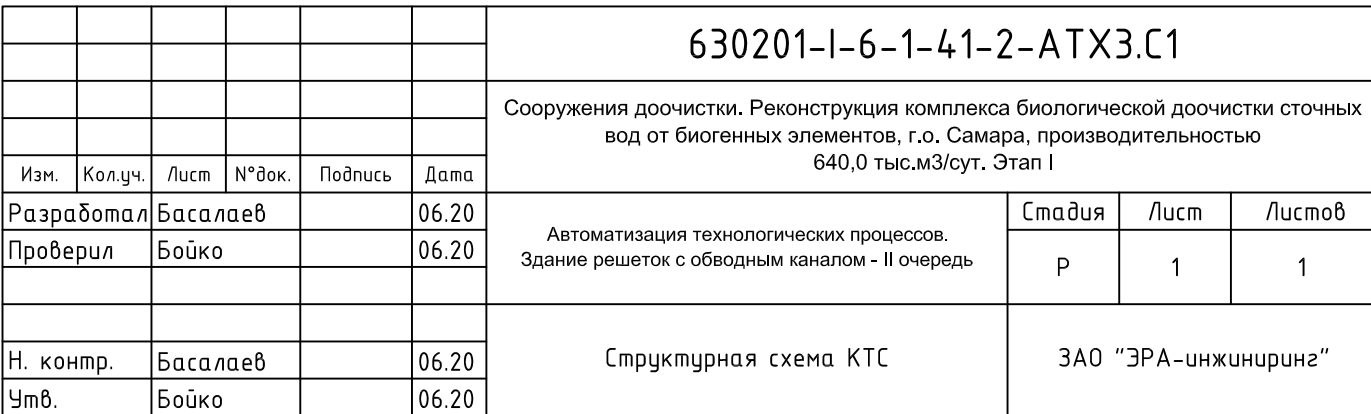 630201-I-6-1-41-2-АТХ3.С1
Сооружения доочистки. Реконструкция комплекса биологической доочистки сточных
вод от биогенных элементов, г.о. Самара, производительностью
640,0 тыс.м3/сут. Этап I
Изм. Кол.уч. Лист N°док. Подпись Дата
Разработал Басалаев 06.20
Проверил Бойко 06.20
Автоматизация технологических процессов.
Здание решеток с обводным каналом - II очередь
Стадия Лист Листов
Р 1 1
Н. контр. Басалаев 06.20
Утв. Бойко 06.20
Структурная схема КТС
ЗАО "ЭРА-инжиниринг"